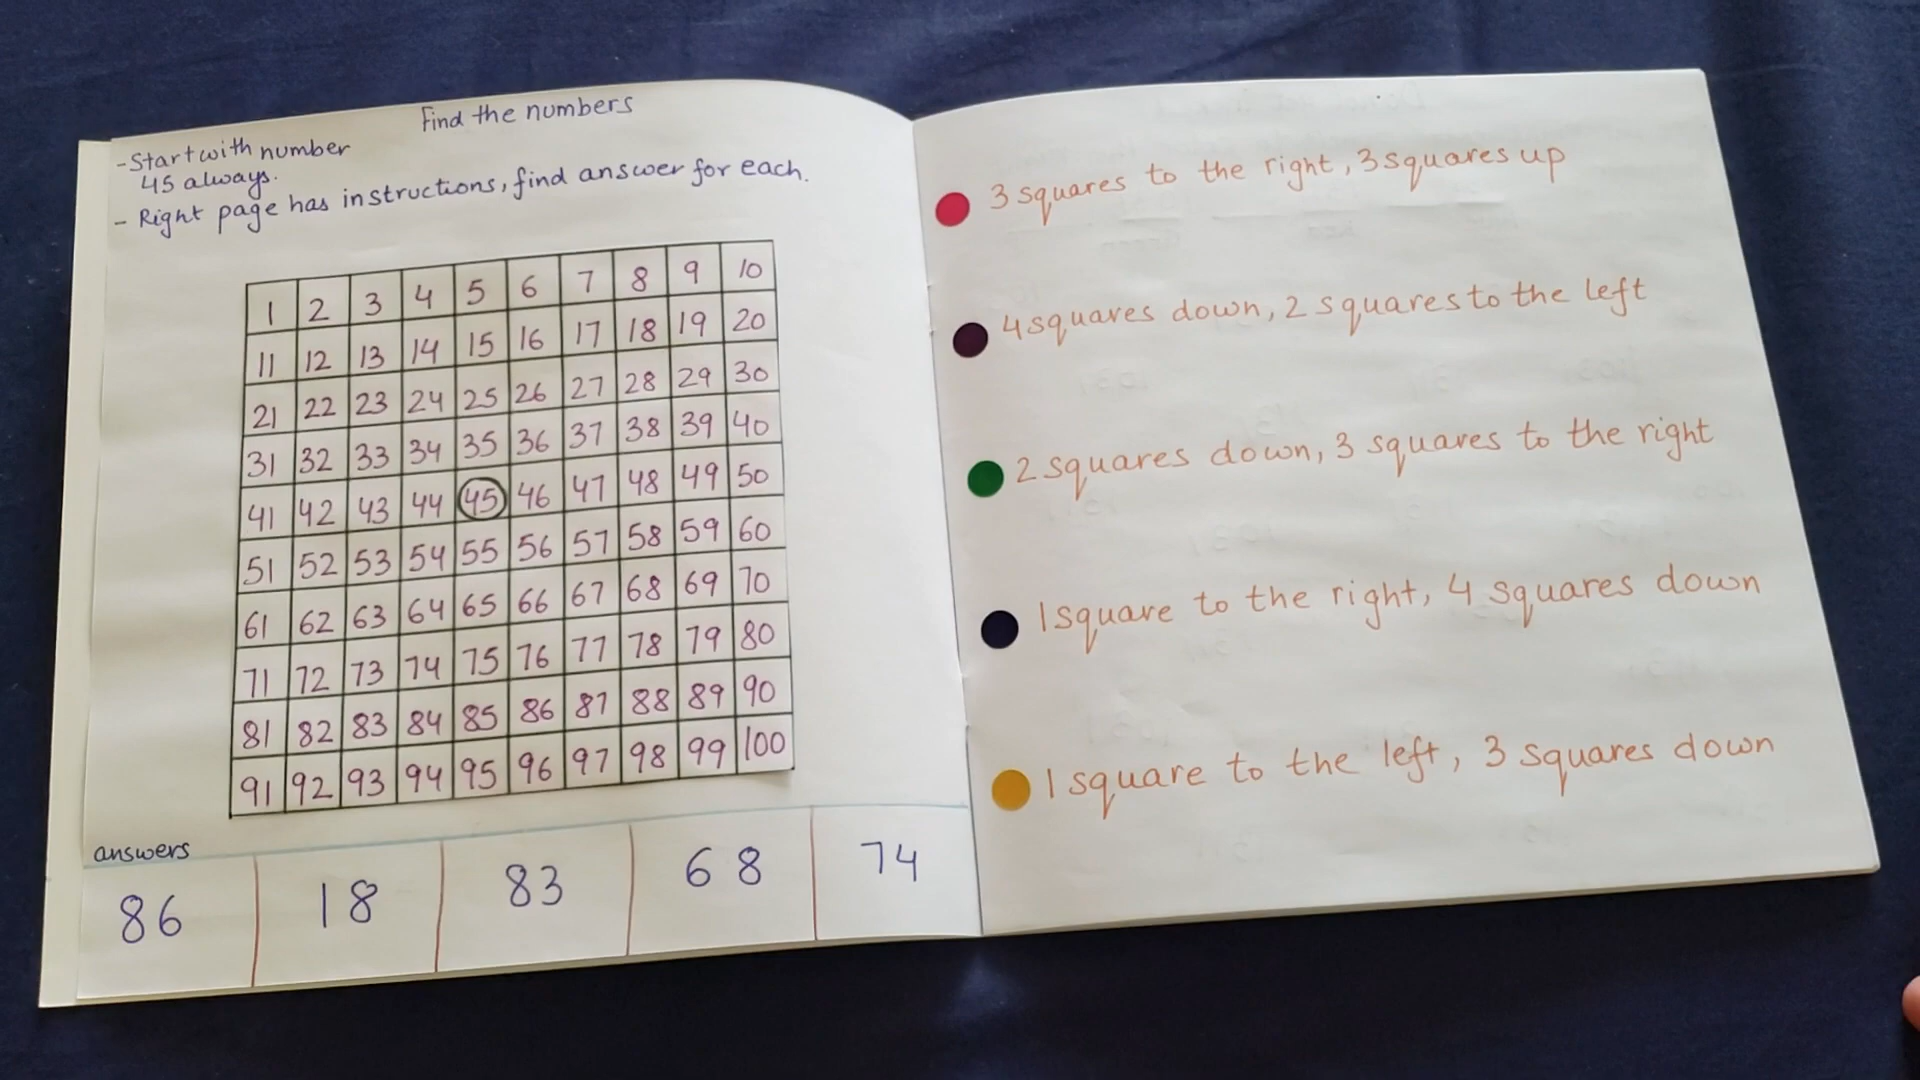 Find the numbers
- Start with number
45 always.
- Right page has instructions, find answer for each.
1 2 3 4 5 6 7 8 9 10
11 12 13 14 15 16 17 18 19 20
21 22 23 24 25 26 27 28 29 30
31 32 33 34 35 36 37 38 39 40
41 42 43 44 45 46 47 48 49 50
51 52 53 54 55 56 57 58 59 60
61 62 63 64 65 66 67 68 69 70
71 72 73 74 75 76 77 78 79 80
81 82 83 84 85 86 87 88 89 90
91 92 93 94 95 96 97 98 99 100
answers
86 18 83 68 74
3 squares to the right, 3 squares up
4 squares down, 2 squares to the left
2 squares down, 3 squares to the right
1 square to the right, 4 squares down
1 square to the left, 3 squares down